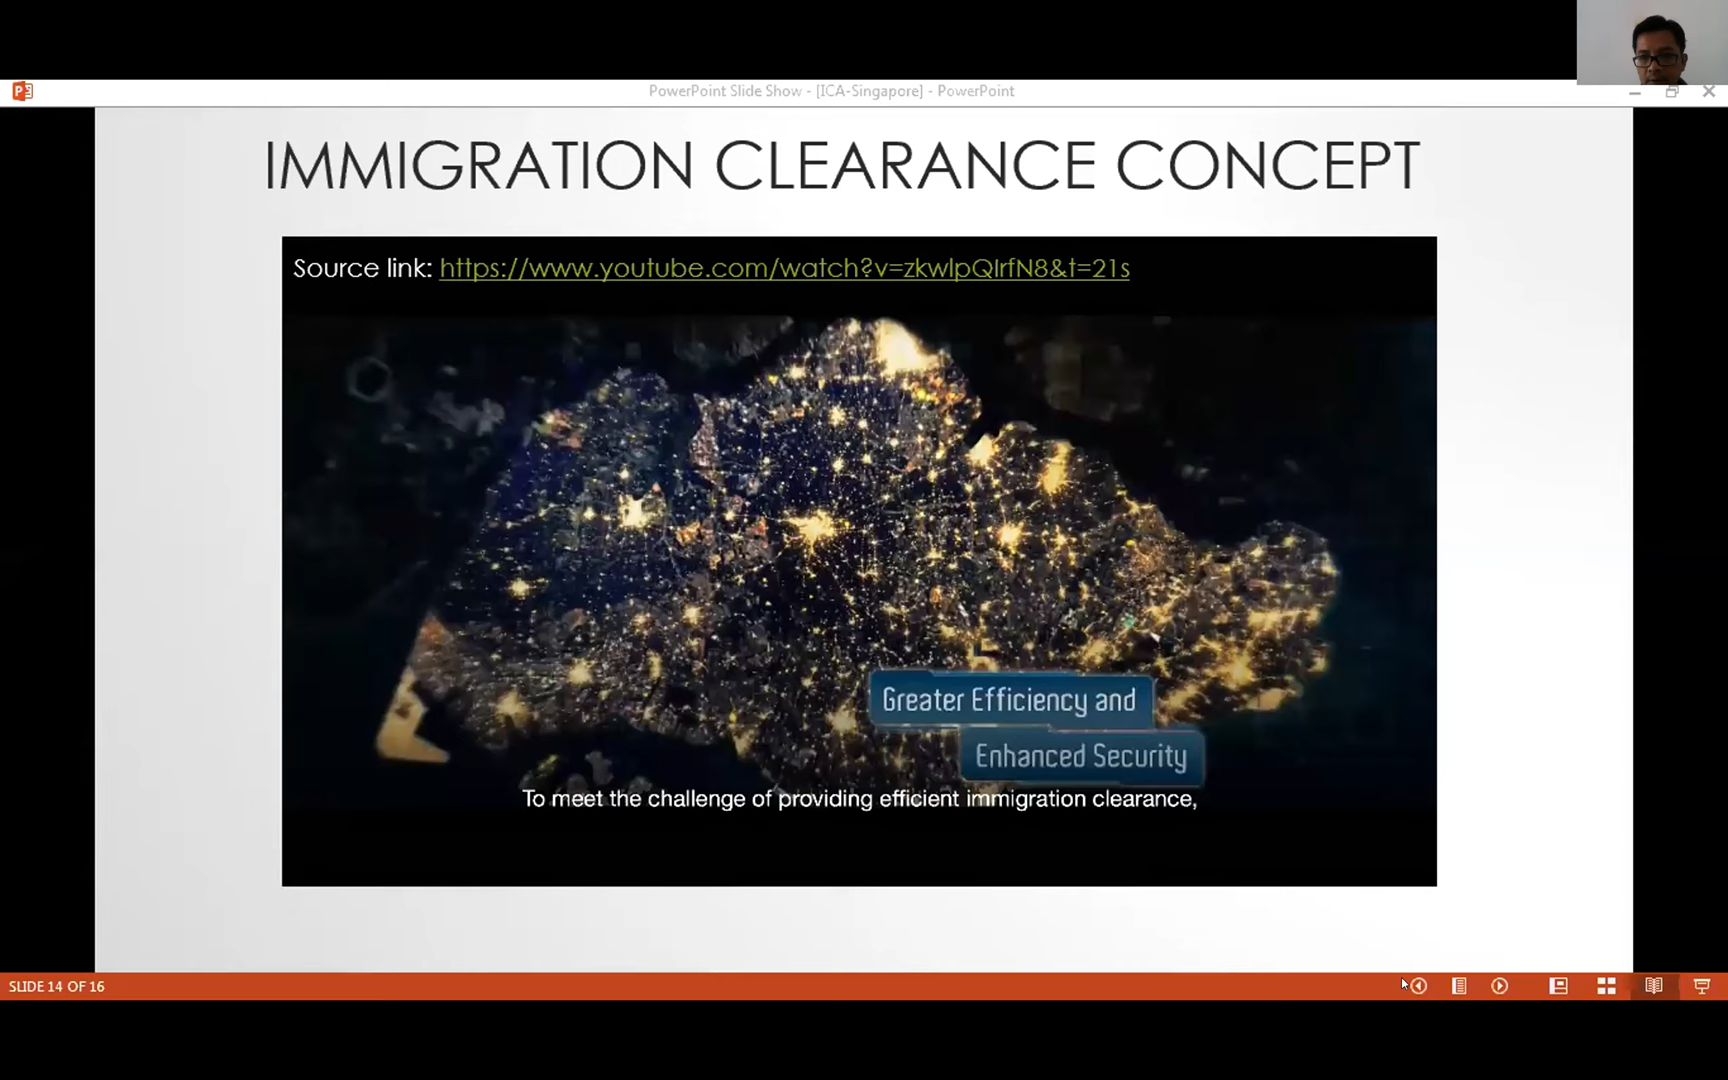 PowerPoint Slide Show - [ICA-Singapore] - PowerPoint
IMMIGRATION CLEARANCE CONCEPT
Source link: https://www.youtube.com/watch?v=zkwlpQIrfN8&t=21s
Greater Efficiency and
Enhanced Security
To meet the challenge of providing efficient immigration clearance,
SLIDE 14 OF 16